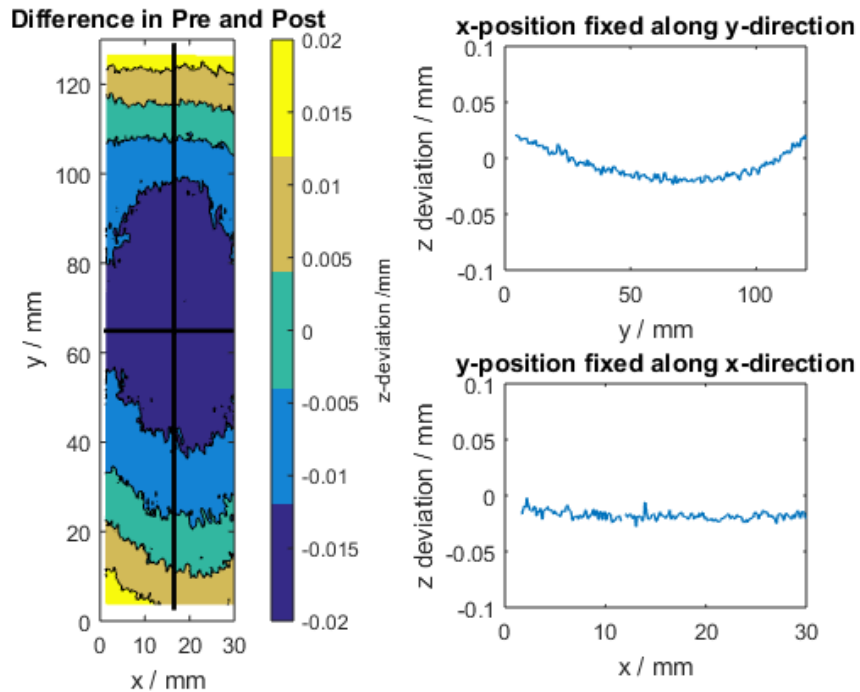 Difference in Pre and Post
120
100
80
60
40
20
0
0 10 20 30
y / mm
x / mm
0.02
0.015
0.01
0.005
0
-0.005
-0.01
-0.015
-0.02
z-deviation /mm
x-position fixed along y-direction
0.1
0.05
0
-0.05
-0.1
z deviation / mm
0 50 100
y / mm
y-position fixed along x-direction
0.1
0.05
0
-0.05
-0.1
z deviation / mm
0 10 20 30
x / mm